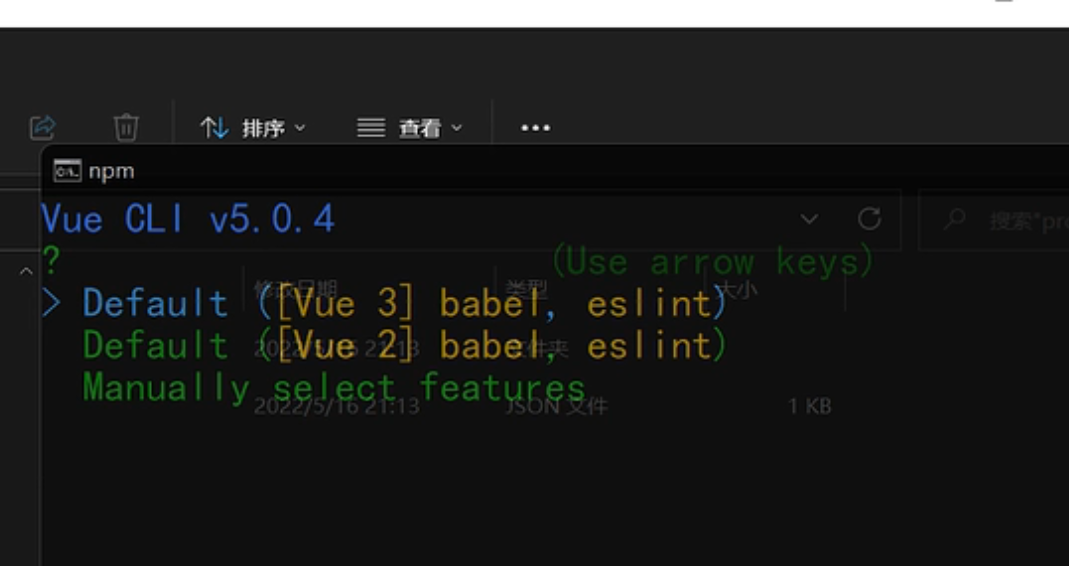 排序 查看
npm
Vue CLI v5.0.4
? (Use arrow keys)
搜索"pr
> Default ([Vue 3] babel, eslint)
修改日期 类型 大小
Default ([Vue 2] babel, eslint)
2022/5/16 21:13 文件夹
Manually select features
2022/5/16 21:13 JSON 文件 1 KB